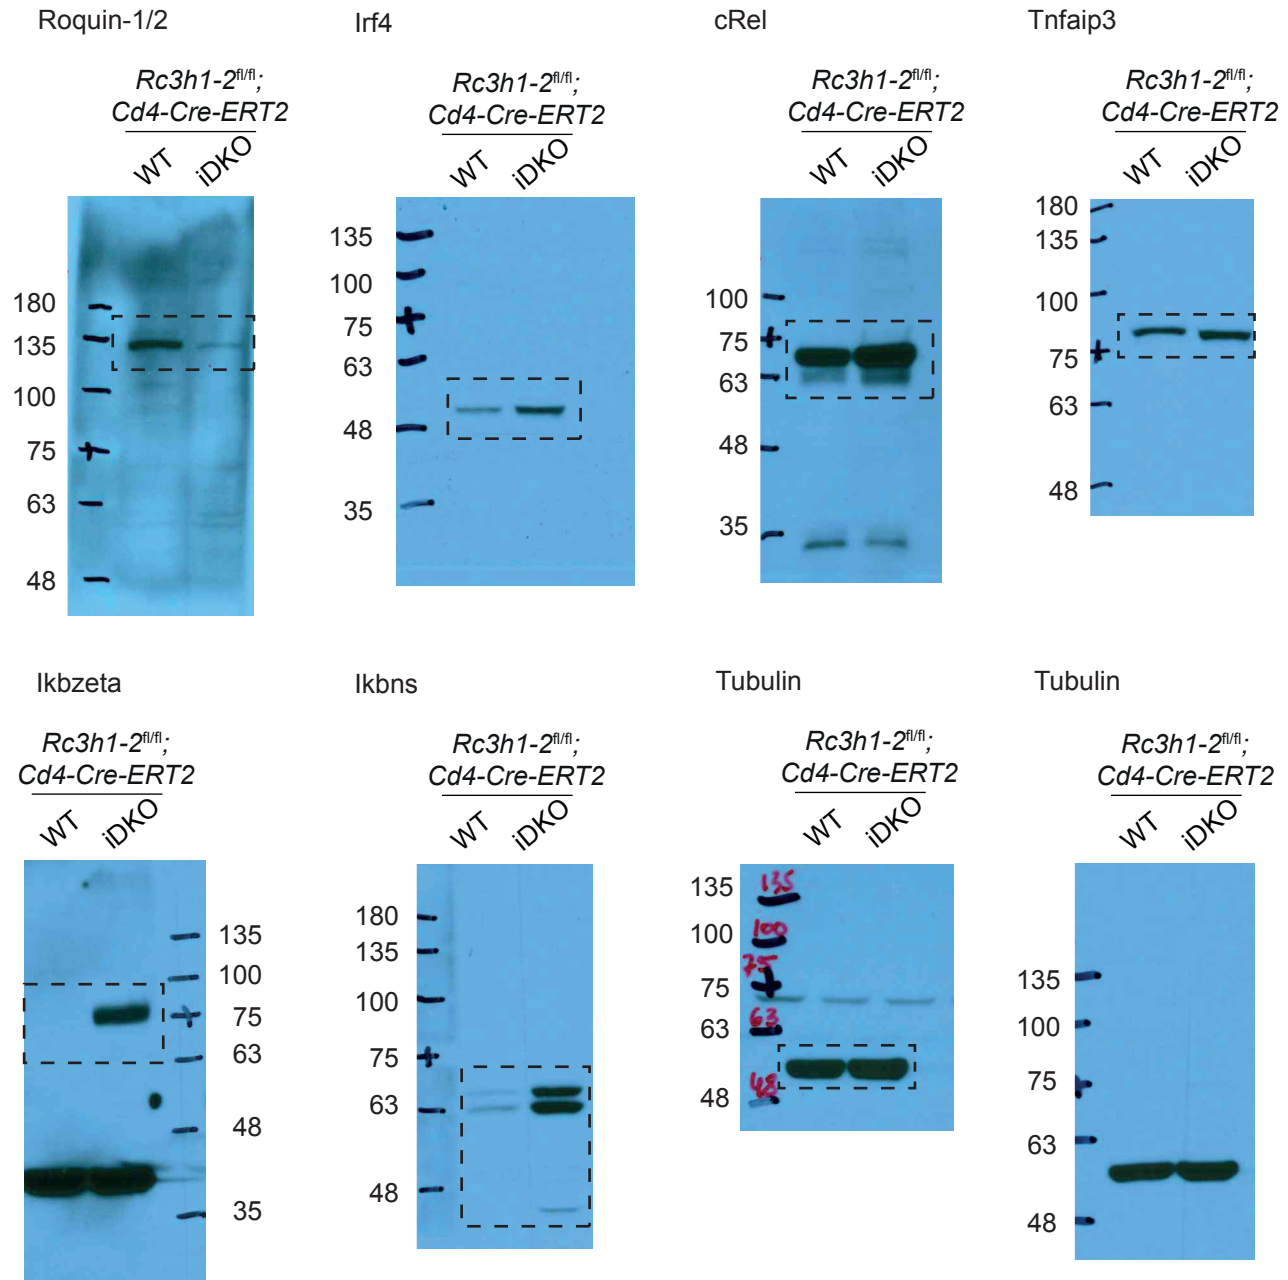 Roquin-1/2
Rc3h1-2fl/fl;
Cd4-Cre-ERT2
WT
iDKO
180
135
100
75
63
48
Irf4
Rc3h1-2fl/fl;
Cd4-Cre-ERT2
WT
iDKO
135
100
75
63
48
35
cRel
Rc3h1-2fl/fl;
Cd4-Cre-ERT2
WT
iDKO
100
75
63
48
35
Tnfaip3
Rc3h1-2fl/fl;
Cd4-Cre-ERT2
WT
iDKO
180
135
100
75
63
48
Ikbzeta
Rc3h1-2fl/fl;
Cd4-Cre-ERT2
WT
iDKO
135
100
75
63
48
35
Ikbns
Rc3h1-2fl/fl;
Cd4-Cre-ERT2
WT
iDKO
180
135
100
75
63
48
Tubulin
Rc3h1-2fl/fl;
Cd4-Cre-ERT2
WT
iDKO
135 135
100 100
75 75
63 63
48 48
Tubulin
Rc3h1-2fl/fl;
Cd4-Cre-ERT2
WT
iDKO
135
100
75
63
48